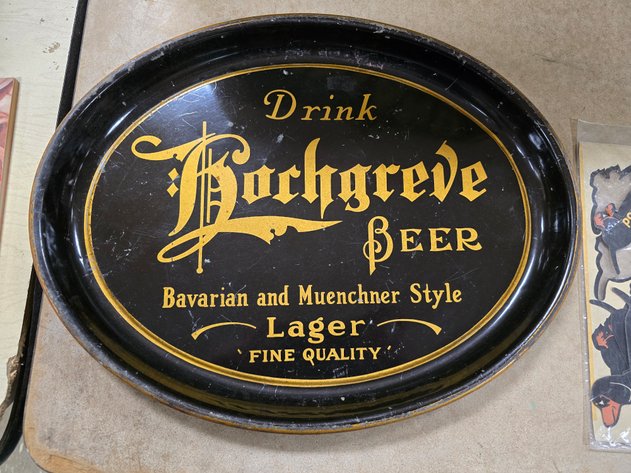 Drink
Hochgreve
BEER
Bavarian and Muenchner Style
Lager
'FINE QUALITY'